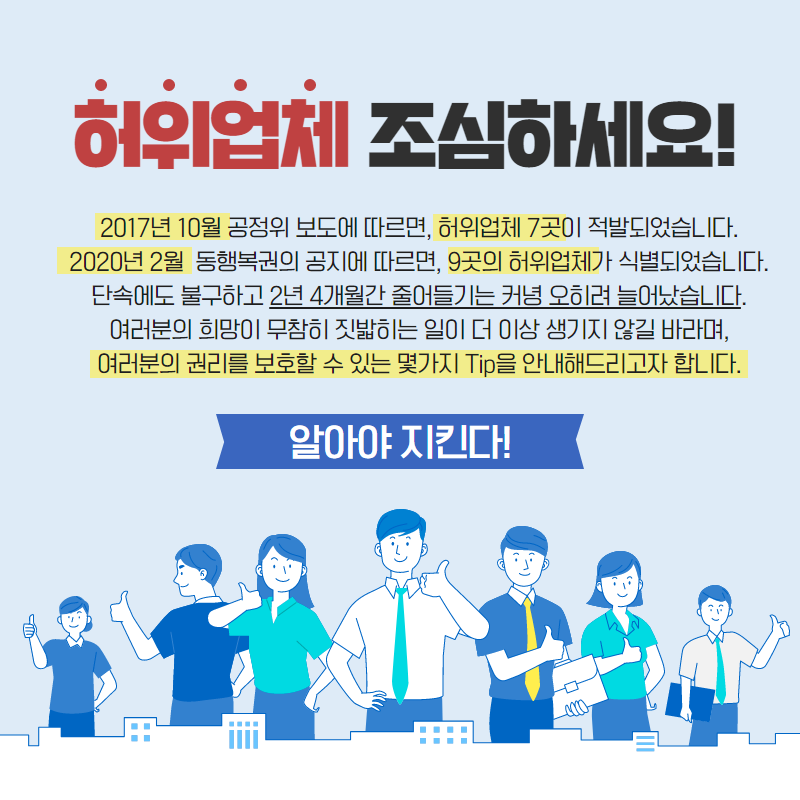 허위업체 조심하세요!
2017년 10월 공정위 보도에 따르면, 허위업체 7곳이 적발되었습니다.
2020년 2월 동행복권의 공지에 따르면, 9곳의 허위업체가 식별되었습니다.
단속에도 불구하고 2년 4개월간 줄어들기는 커녕 오히려 늘어났습니다.
여러분의 희망이 무참히 짓밟히는 일이 더 이상 생기지 않길 바라며,
여러분의 권리를 보호할 수 있는 몇가지 Tip을 안내해드리고자 합니다.
알아야 지킨다!